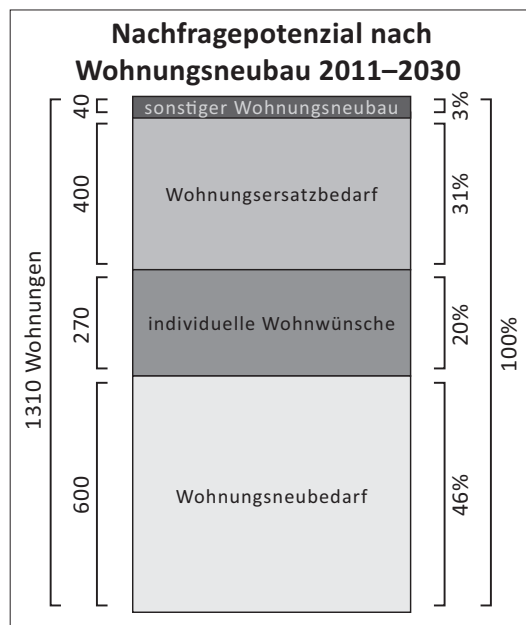 Nachfragepotenzial nach
Wohnungsneubau 2011–2030
1310 Wohnungen
40
sonstiger Wohnungsneubau
3%
400
Wohnungsersatzbedarf
31%
270
individuelle Wohnwünsche
20%
600
Wohnungsneubedarf
46%
100%